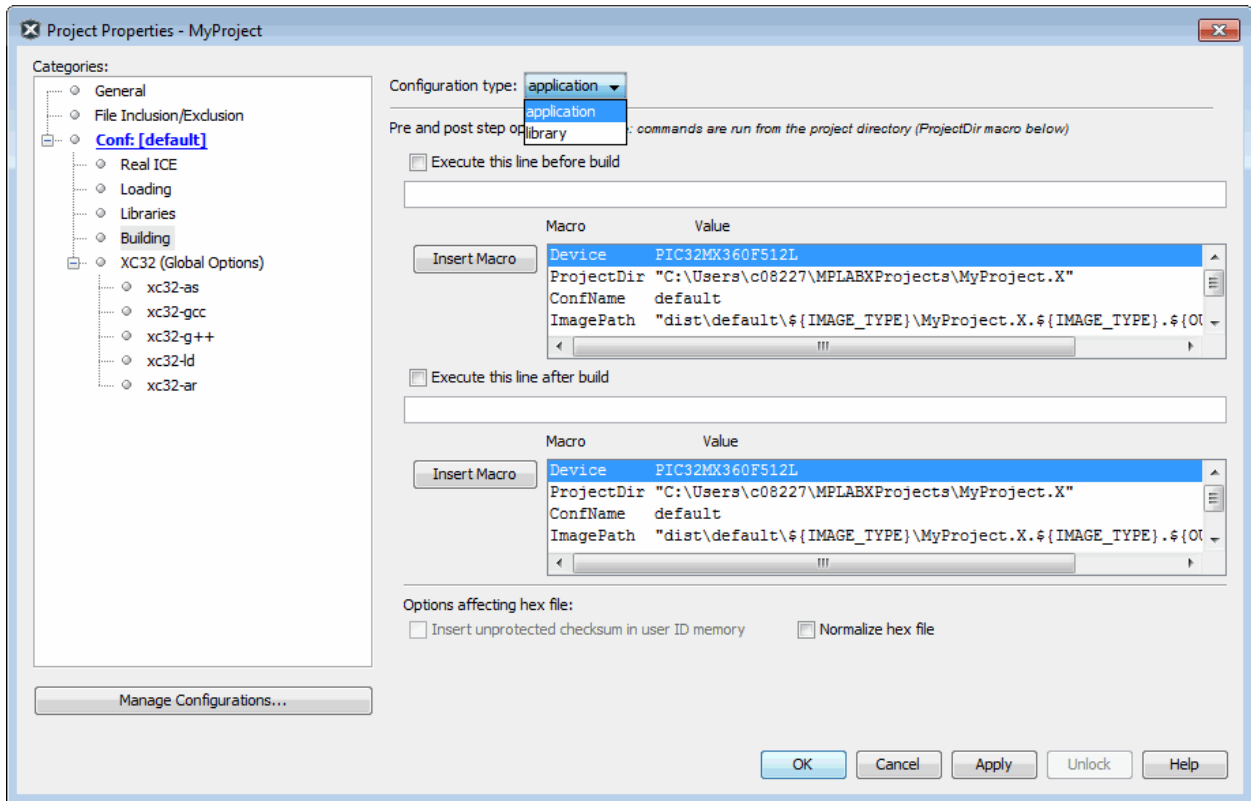 Project Properties - MyProject
Categories:
General
File Inclusion/Exclusion
Conf: [default]
Real ICE
Loading
Libraries
Building
XC32 (Global Options)
xc32-as
xc32-gcc
xc32-g++
xc32-ld
xc32-ar
Manage Configurations...
Configuration type: application
application
library
Pre and post step op : commands are run from the project directory (ProjectDir macro below)
Execute this line before build
Macro Value
Insert Macro
Device PIC32MX360F512L
ProjectDir "C:\Users\c08227\MPLABXProjects\MyProject.X"
ConfName default
ImagePath "dist\default\${IMAGE_TYPE}\MyProject.X.${IMAGE_TYPE}.${OU
Execute this line after build
Macro Value
Insert Macro
Device PIC32MX360F512L
ProjectDir "C:\Users\c08227\MPLABXProjects\MyProject.X"
ConfName default
ImagePath "dist\default\${IMAGE_TYPE}\MyProject.X.${IMAGE_TYPE}.${OU
Options affecting hex file:
Insert unprotected checksum in user ID memory Normalize hex file
OK Cancel Apply Unlock Help